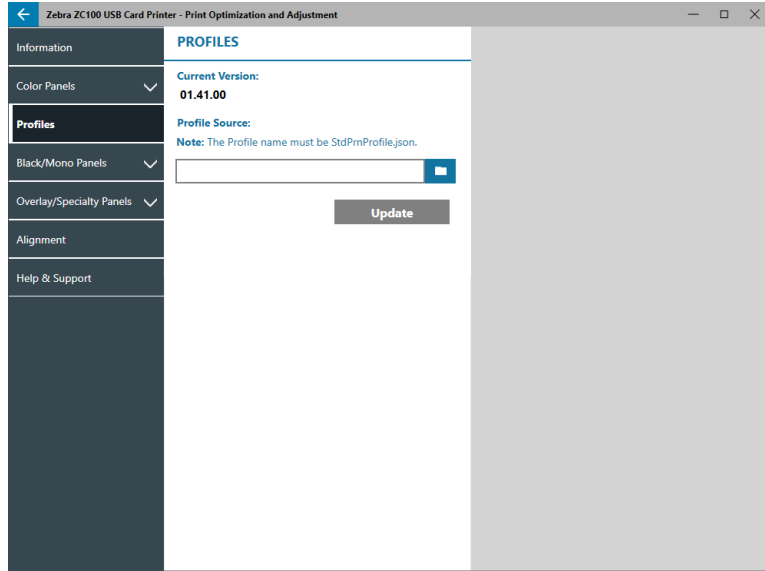 Zebra ZC100 USB Card Printer - Print Optimization and Adjustment
Information
Color Panels
Profiles
Black/Mono Panels
Overlay/Specialty Panels
Alignment
Help & Support
PROFILES
Current Version:
01.41.00
Profile Source:
Note: The Profile name must be StdPrnProfile.json.
Update